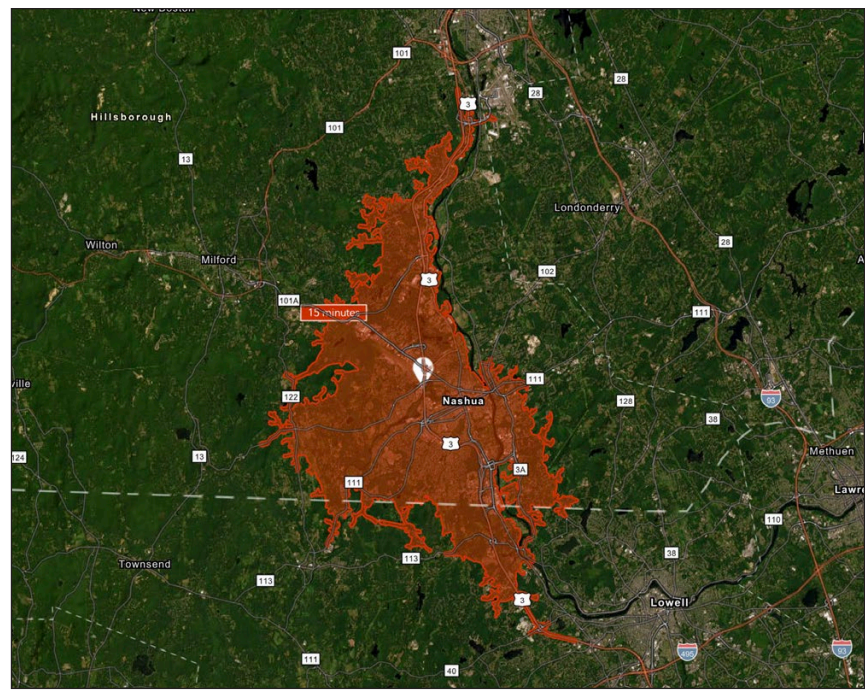 New Boston
101
3
28
28
Hillsborough
101
13
Londonderry
28
Wilton
Milford
A
102
3
101A
15 minutes
111
111
93
122
Nashua
128
38
3
Methuen
124
13
3A
111
Lawre
110
113
38
Townsend
113
3
Lowell
111
40
495
93
ville